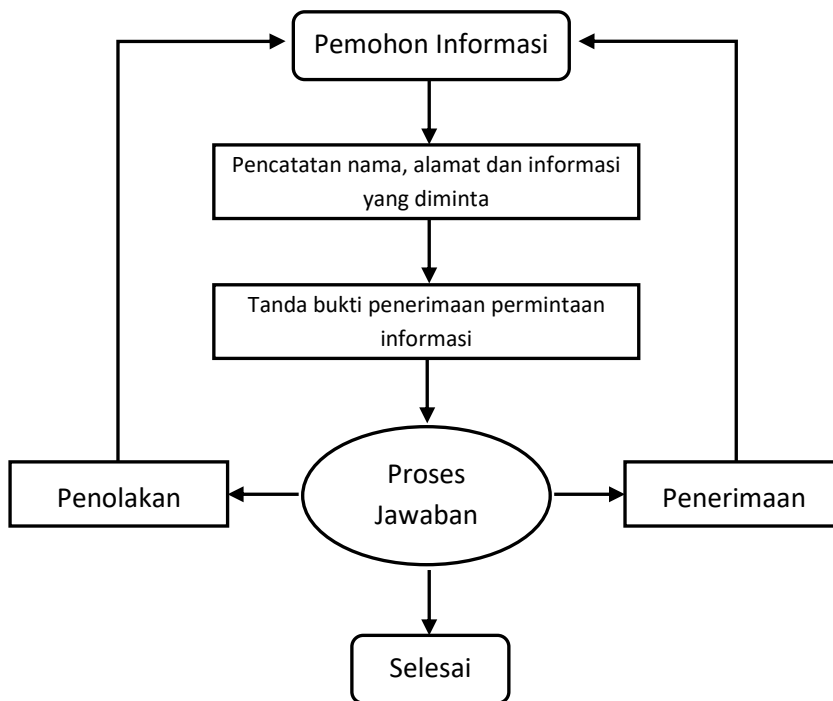 Pemohon Informasi
Pencatatan nama, alamat dan informasi
yang diminta
Tanda bukti penerimaan permintaan
informasi
Penolakan
Proses
Jawaban
Penerimaan
Selesai